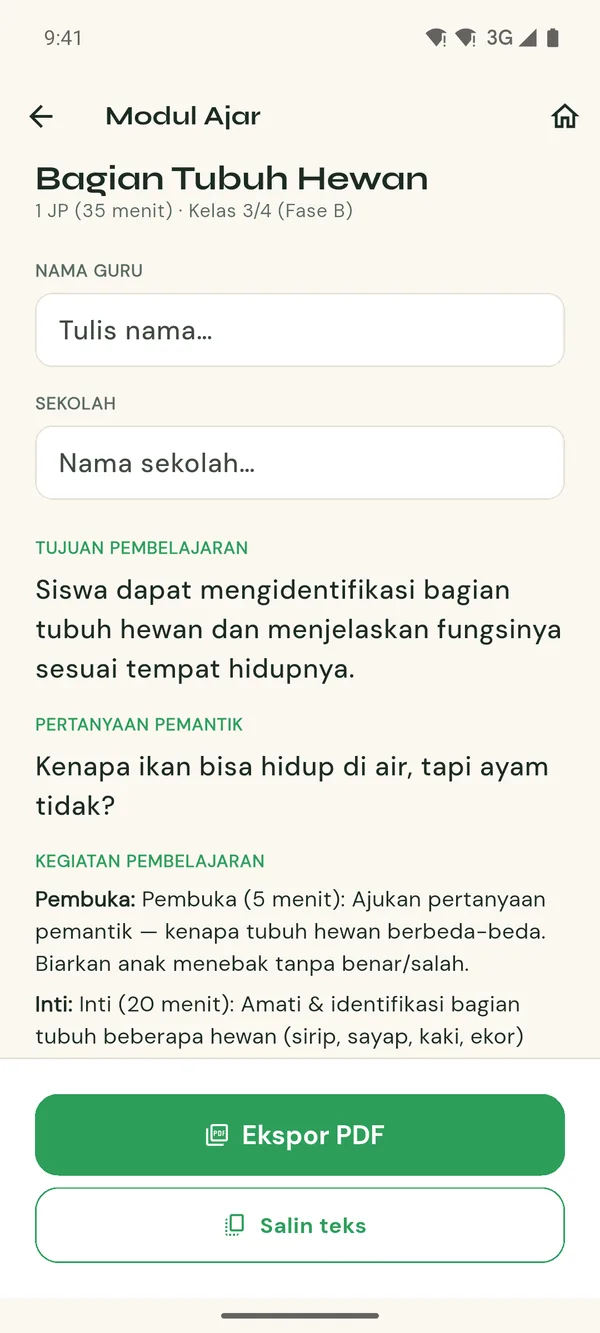 9:41
3G
Modul Ajar
Bagian Tubuh Hewan
1 JP (35 menit) · Kelas 3/4 (Fase B)
NAMA GURU
Tulis nama…
SEKOLAH
Nama sekolah…
TUJUAN PEMBELAJARAN
Siswa dapat mengidentifikasi bagian
tubuh hewan dan menjelaskan fungsinya
sesuai tempat hidupnya.
PERTANYAAN PEMANTIK
Kenapa ikan bisa hidup di air, tapi ayam
tidak?
KEGIATAN PEMBELAJARAN
Pembuka: Pembuka (5 menit): Ajukan pertanyaan
pemantik — kenapa tubuh hewan berbeda-beda.
Biarkan anak menebak tanpa benar/salah.
Inti: Inti (20 menit): Amati & identifikasi bagian
tubuh beberapa hewan (sirip, sayap, kaki, ekor)
PDF Ekspor PDF
Salin teks